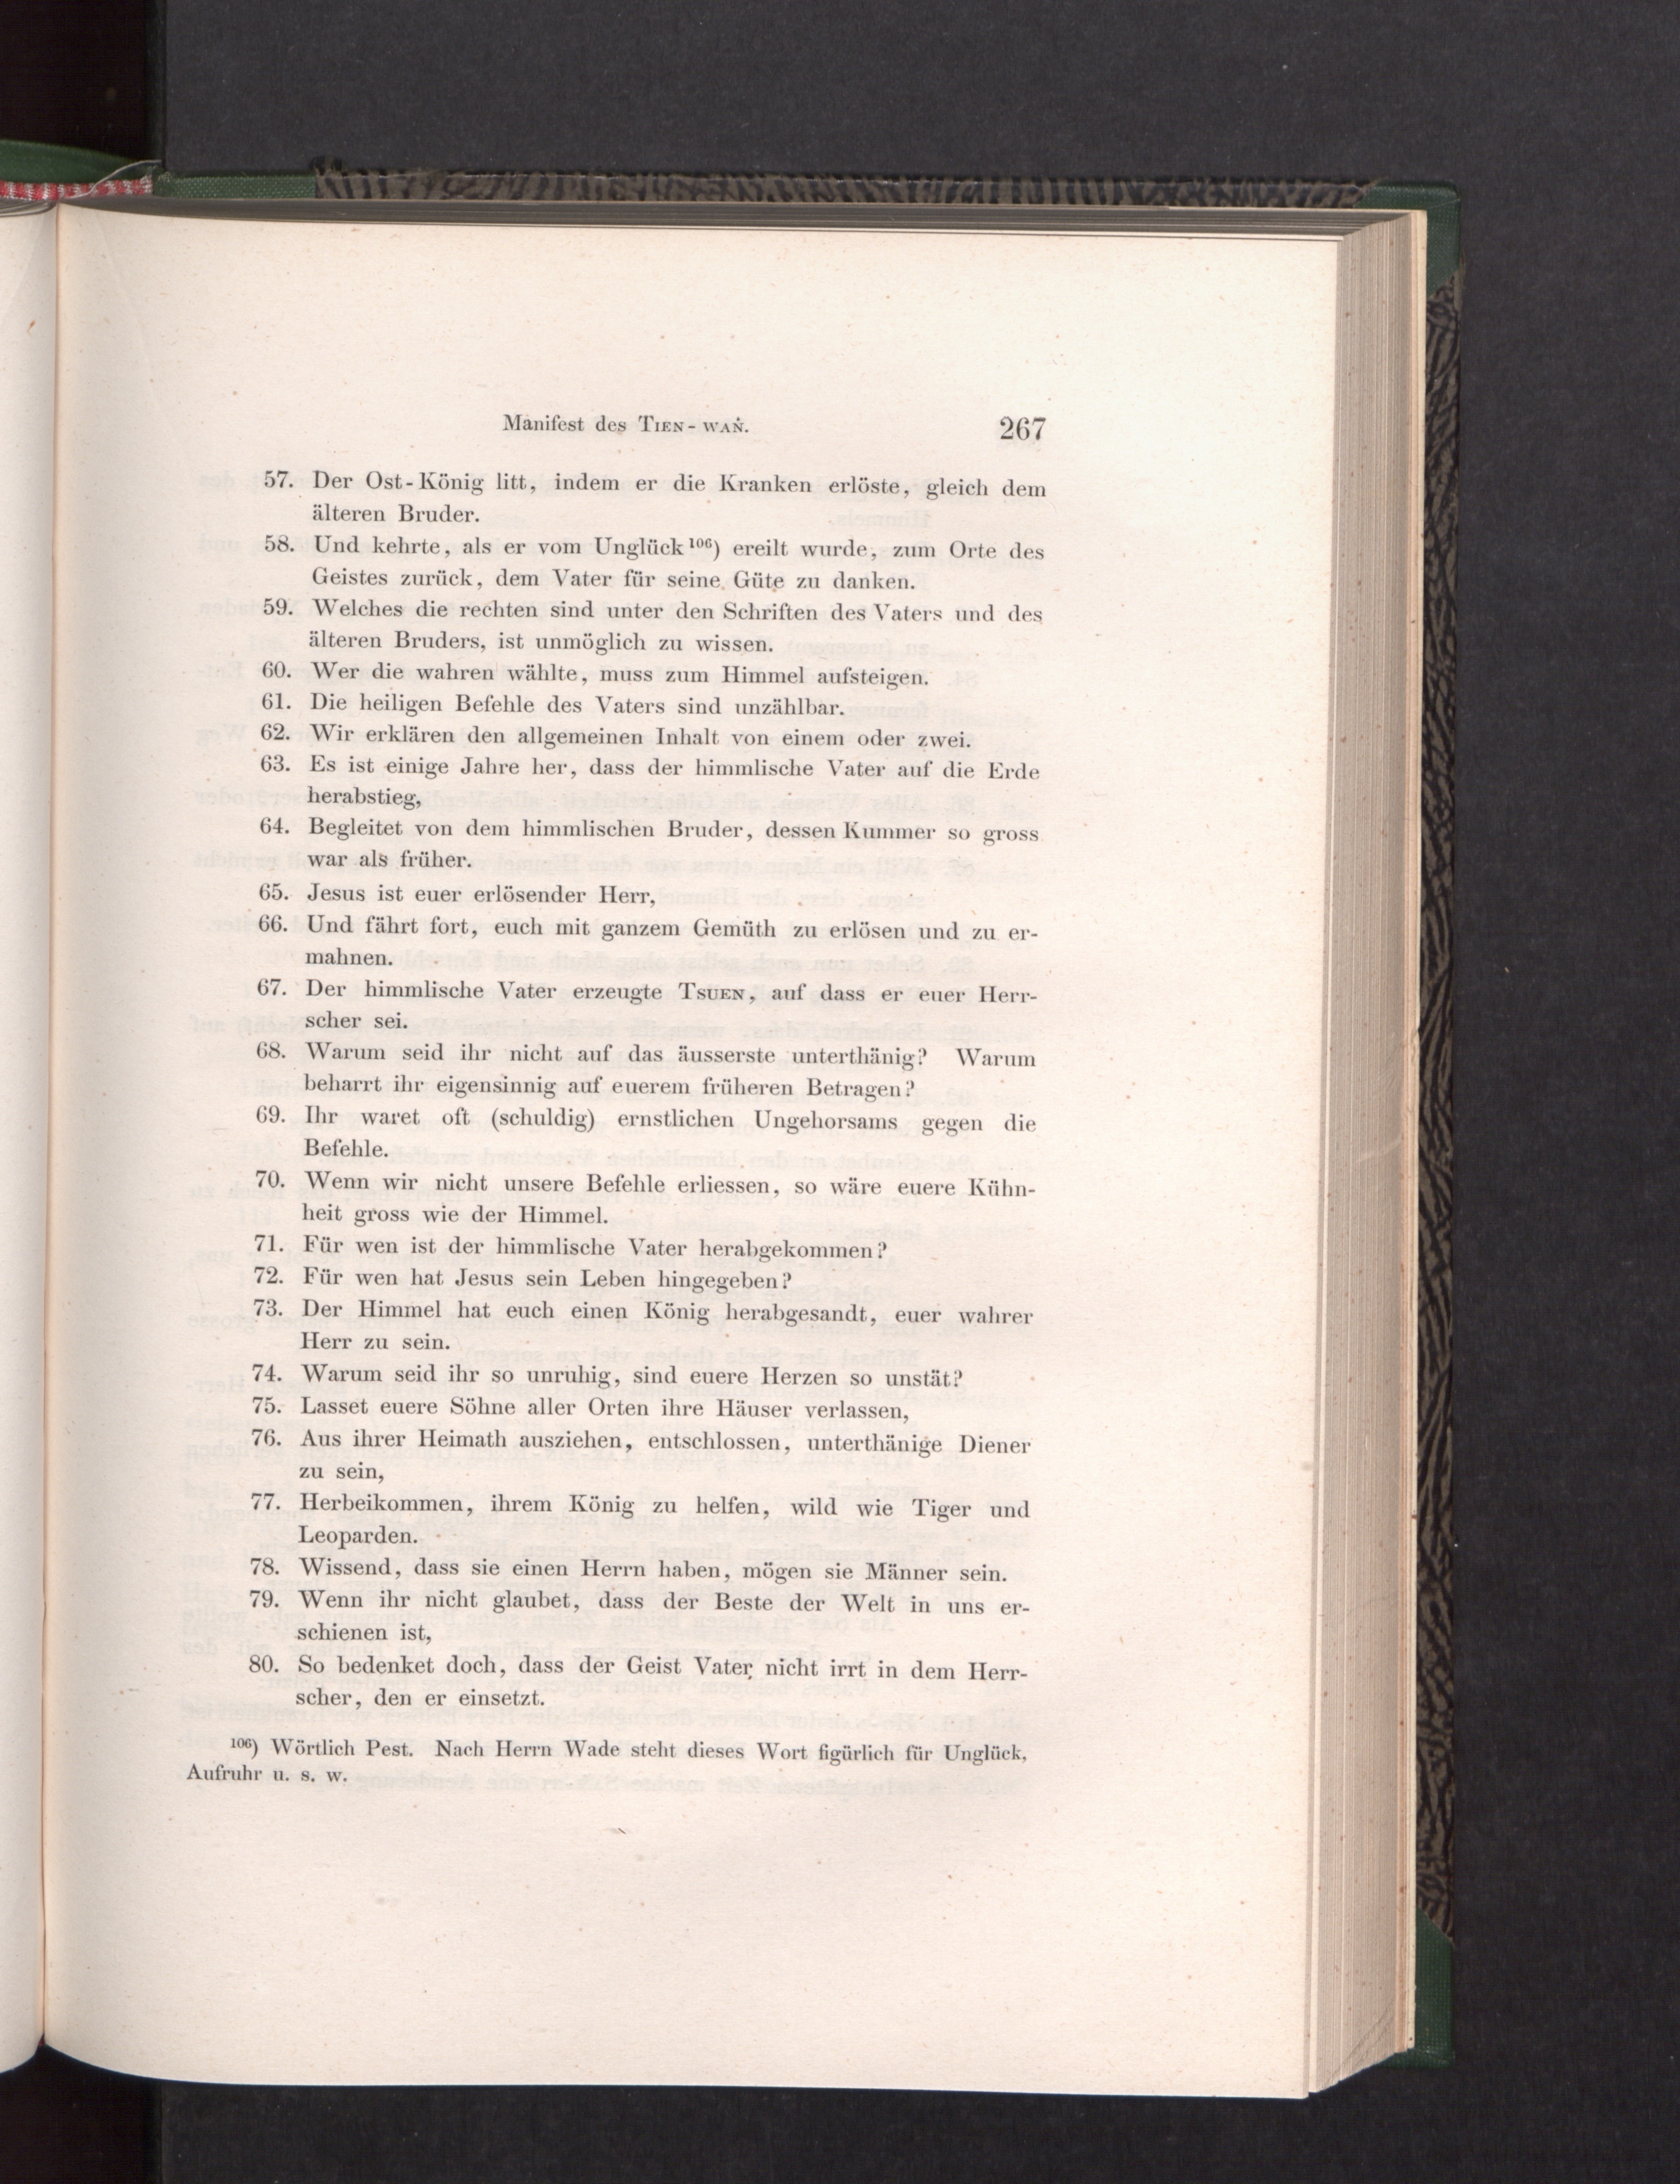 Manifest des Tien-wań. 267
57. Der Ost-König litt, indem er die Kranken erlöste, gleich dem
älteren Bruder.
58. Und kehrte, als er vom Unglück¹⁰⁶) ereilt wurde, zum Orte des
Geistes zurück, dem Vater für seine Güte zu danken.
59. Welches die rechten sind unter den Schriften des Vaters und des
älteren Bruders, ist unmöglich zu wissen.
60. Wer die wahren wählte, muss zum Himmel aufsteigen.
61. Die heiligen Befehle des Vaters sind unzählbar.
62. Wir erklären den allgemeinen Inhalt von einem oder zwei.
63. Es ist einige Jahre her, dass der himmlische Vater auf die Erde
herabstieg,
64. Begleitet von dem himmlischen Bruder, dessen Kummer so gross
war als früher.
65. Jesus ist euer erlösender Herr,
66. Und fährt fort, euch mit ganzem Gemüth zu erlösen und zu er-
mahnen.
67. Der himmlische Vater erzeugte Tsuen, auf dass er euer Herr-
scher sei.
68. Warum seid ihr nicht auf das äusserste unterthänig? Warum
beharrt ihr eigensinnig auf euerem früheren Betragen?
69. Ihr waret oft (schuldig) ernstlichen Ungehorsams gegen die
Befehle.
70. Wenn wir nicht unsere Befehle erliessen, so wäre euere Kühn-
heit gross wie der Himmel.
71. Für wen ist der himmlische Vater herabgekommen?
72. Für wen hat Jesus sein Leben hingegeben?
73. Der Himmel hat euch einen König herabgesandt, euer wahrer
Herr zu sein.
74. Warum seid ihr so unruhig, sind euere Herzen so unstät?
75. Lasset euere Söhne aller Orten ihre Häuser verlassen,
76. Aus ihrer Heimath ausziehen, entschlossen, unterthänige Diener
zu sein,
77. Herbeikommen, ihrem König zu helfen, wild wie Tiger und
Leoparden.
78. Wissend, dass sie einen Herrn haben, mögen sie Männer sein.
79. Wenn ihr nicht glaubet, dass der Beste der Welt in uns er-
schienen ist,
80. So bedenket doch, dass der Geist Vater nicht irrt in dem Herr-
scher, den er einsetzt.
¹⁰⁶) Wörtlich Pest. Nach Herrn Wade steht dieses Wort figürlich für Unglück,
Aufruhr u. s. w.